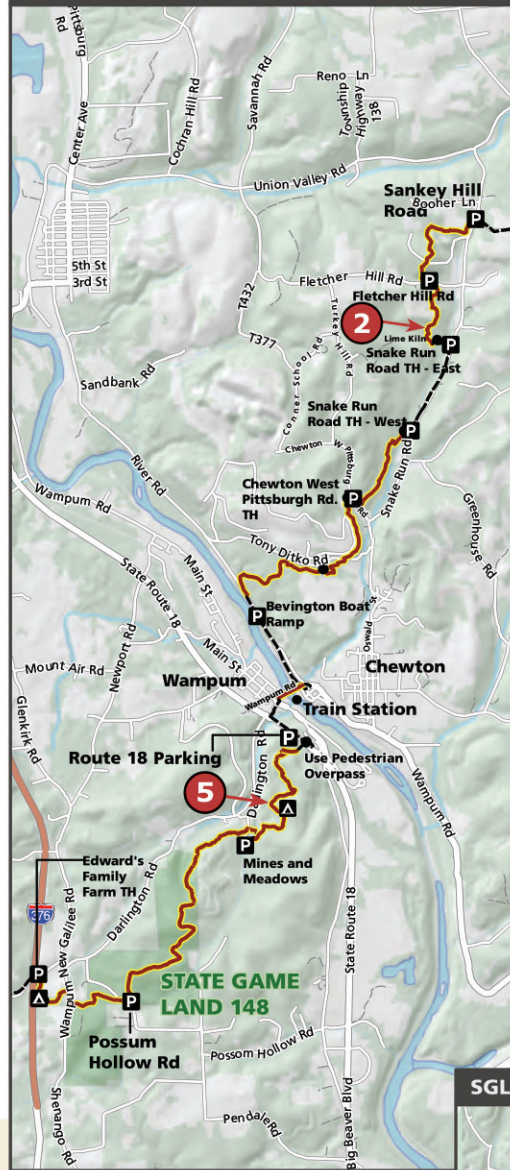 Pittsburg
Rd
Center Ave
Cochran Hill Rd
Savannah Rd
Reno Ln
Township
Highway 138
Union Valley Rd
Sankey Hill
Road
Booher Ln
P
5th St
3rd St
T432
Fletcher Hill Rd
P
Fletcher Hill Rd
2
Lime Kiln
P
Snake Run
Road TH - East
T377
Turkey Hill Rd
Conner School Rd
Sandbank Rd
Snake Run
Road TH - West
P
Chewton W Pittsburg Rd
River Rd
Wampum Rd
Chewton West
Pittsburgh Rd.
TH
P
Snake Run Rd
Greenhouse Rd
Tony Ditko Rd
State Route 18
Main St
P
Bevington Boat
Ramp
Oswald St
Newport Rd
Main St
Mount Air Rd
Wampum
Chewton
Wampum Rd
Train Station
Glenkirk Rd
Route 18 Parking
P
Use Pedestrian
Overpass
Darlington Rd
5
Wampum Rd
P
Mines and
Meadows
Edward's
Family
Farm TH
376
Darlington Rd
Wampum New Galilee Rd
State Route 18
P
STATE GAME
LAND 148
P
Possum
Hollow Rd
Possom Hollow Rd
Shenango Rd
Pendale Rd
Big Beaver Blvd
SGL